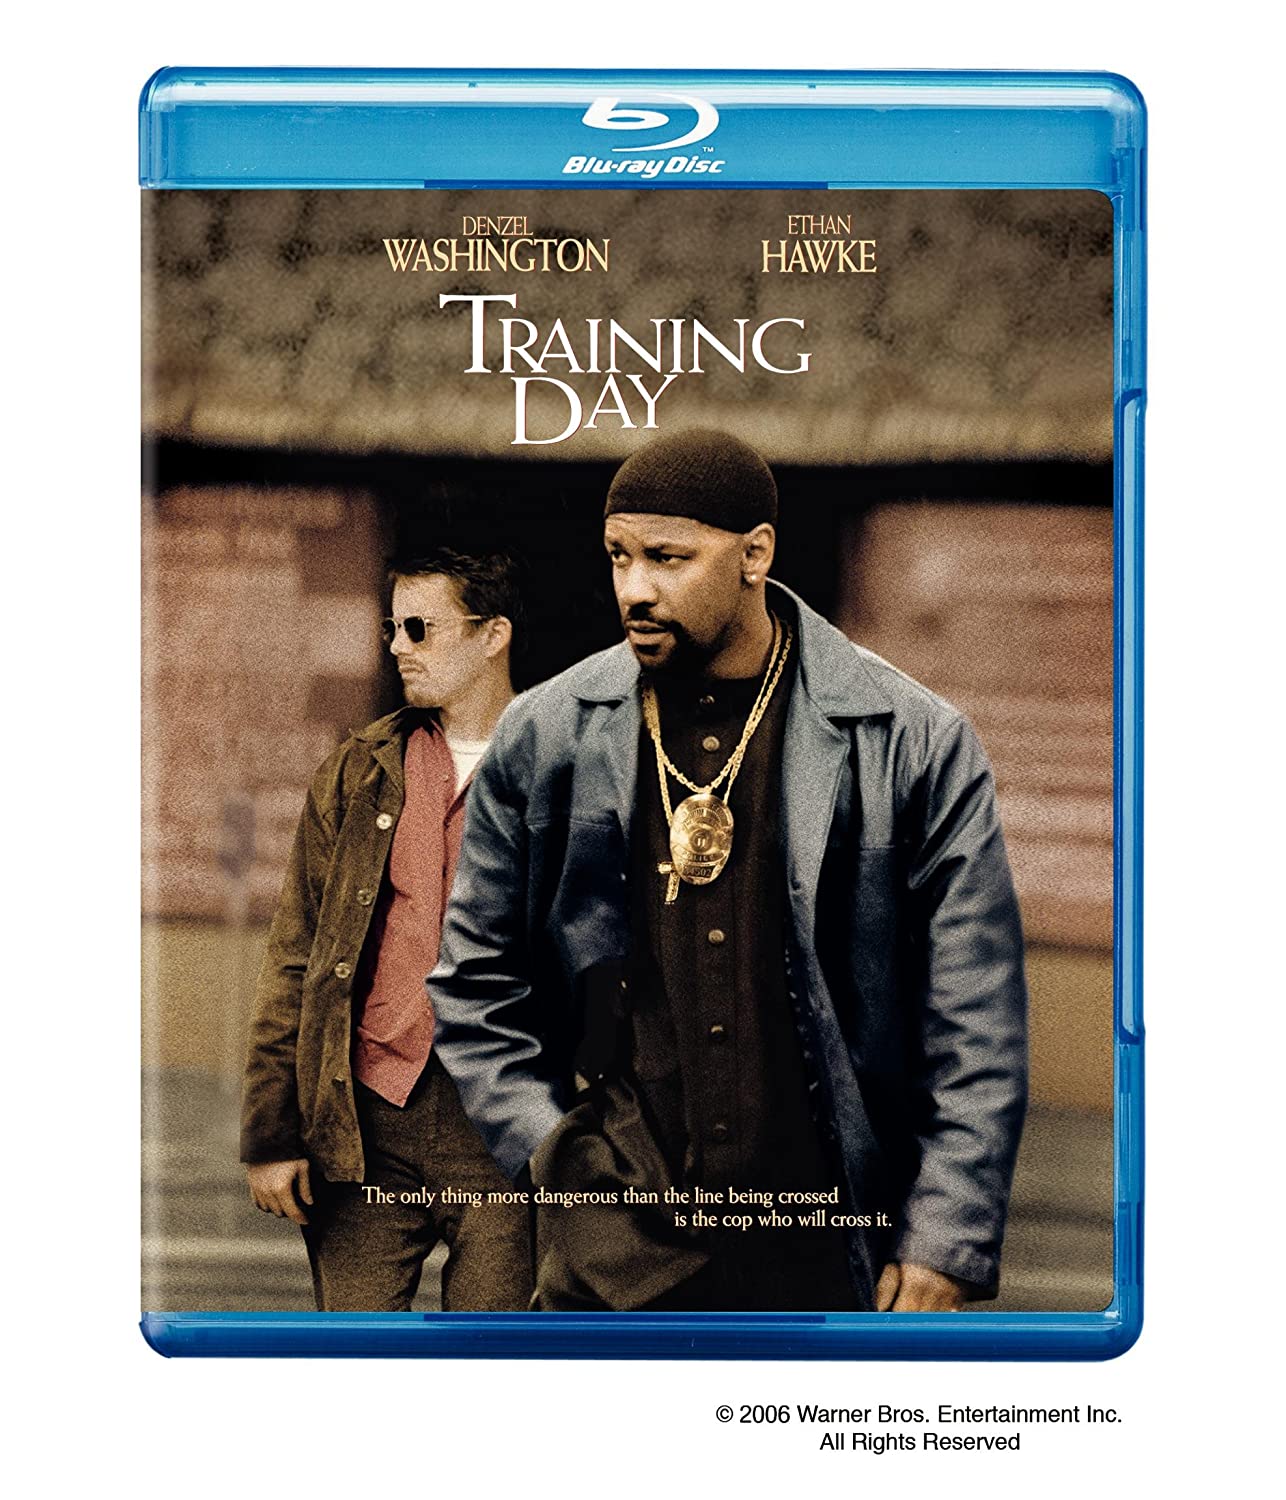 Blu-ray Disc™
DENZEL
WASHINGTON
ETHAN
HAWKE
TRAINING
DAY
The only thing more dangerous than the line being crossed
is the cop who will cross it.
© 2006 Warner Bros. Entertainment Inc.
All Rights Reserved